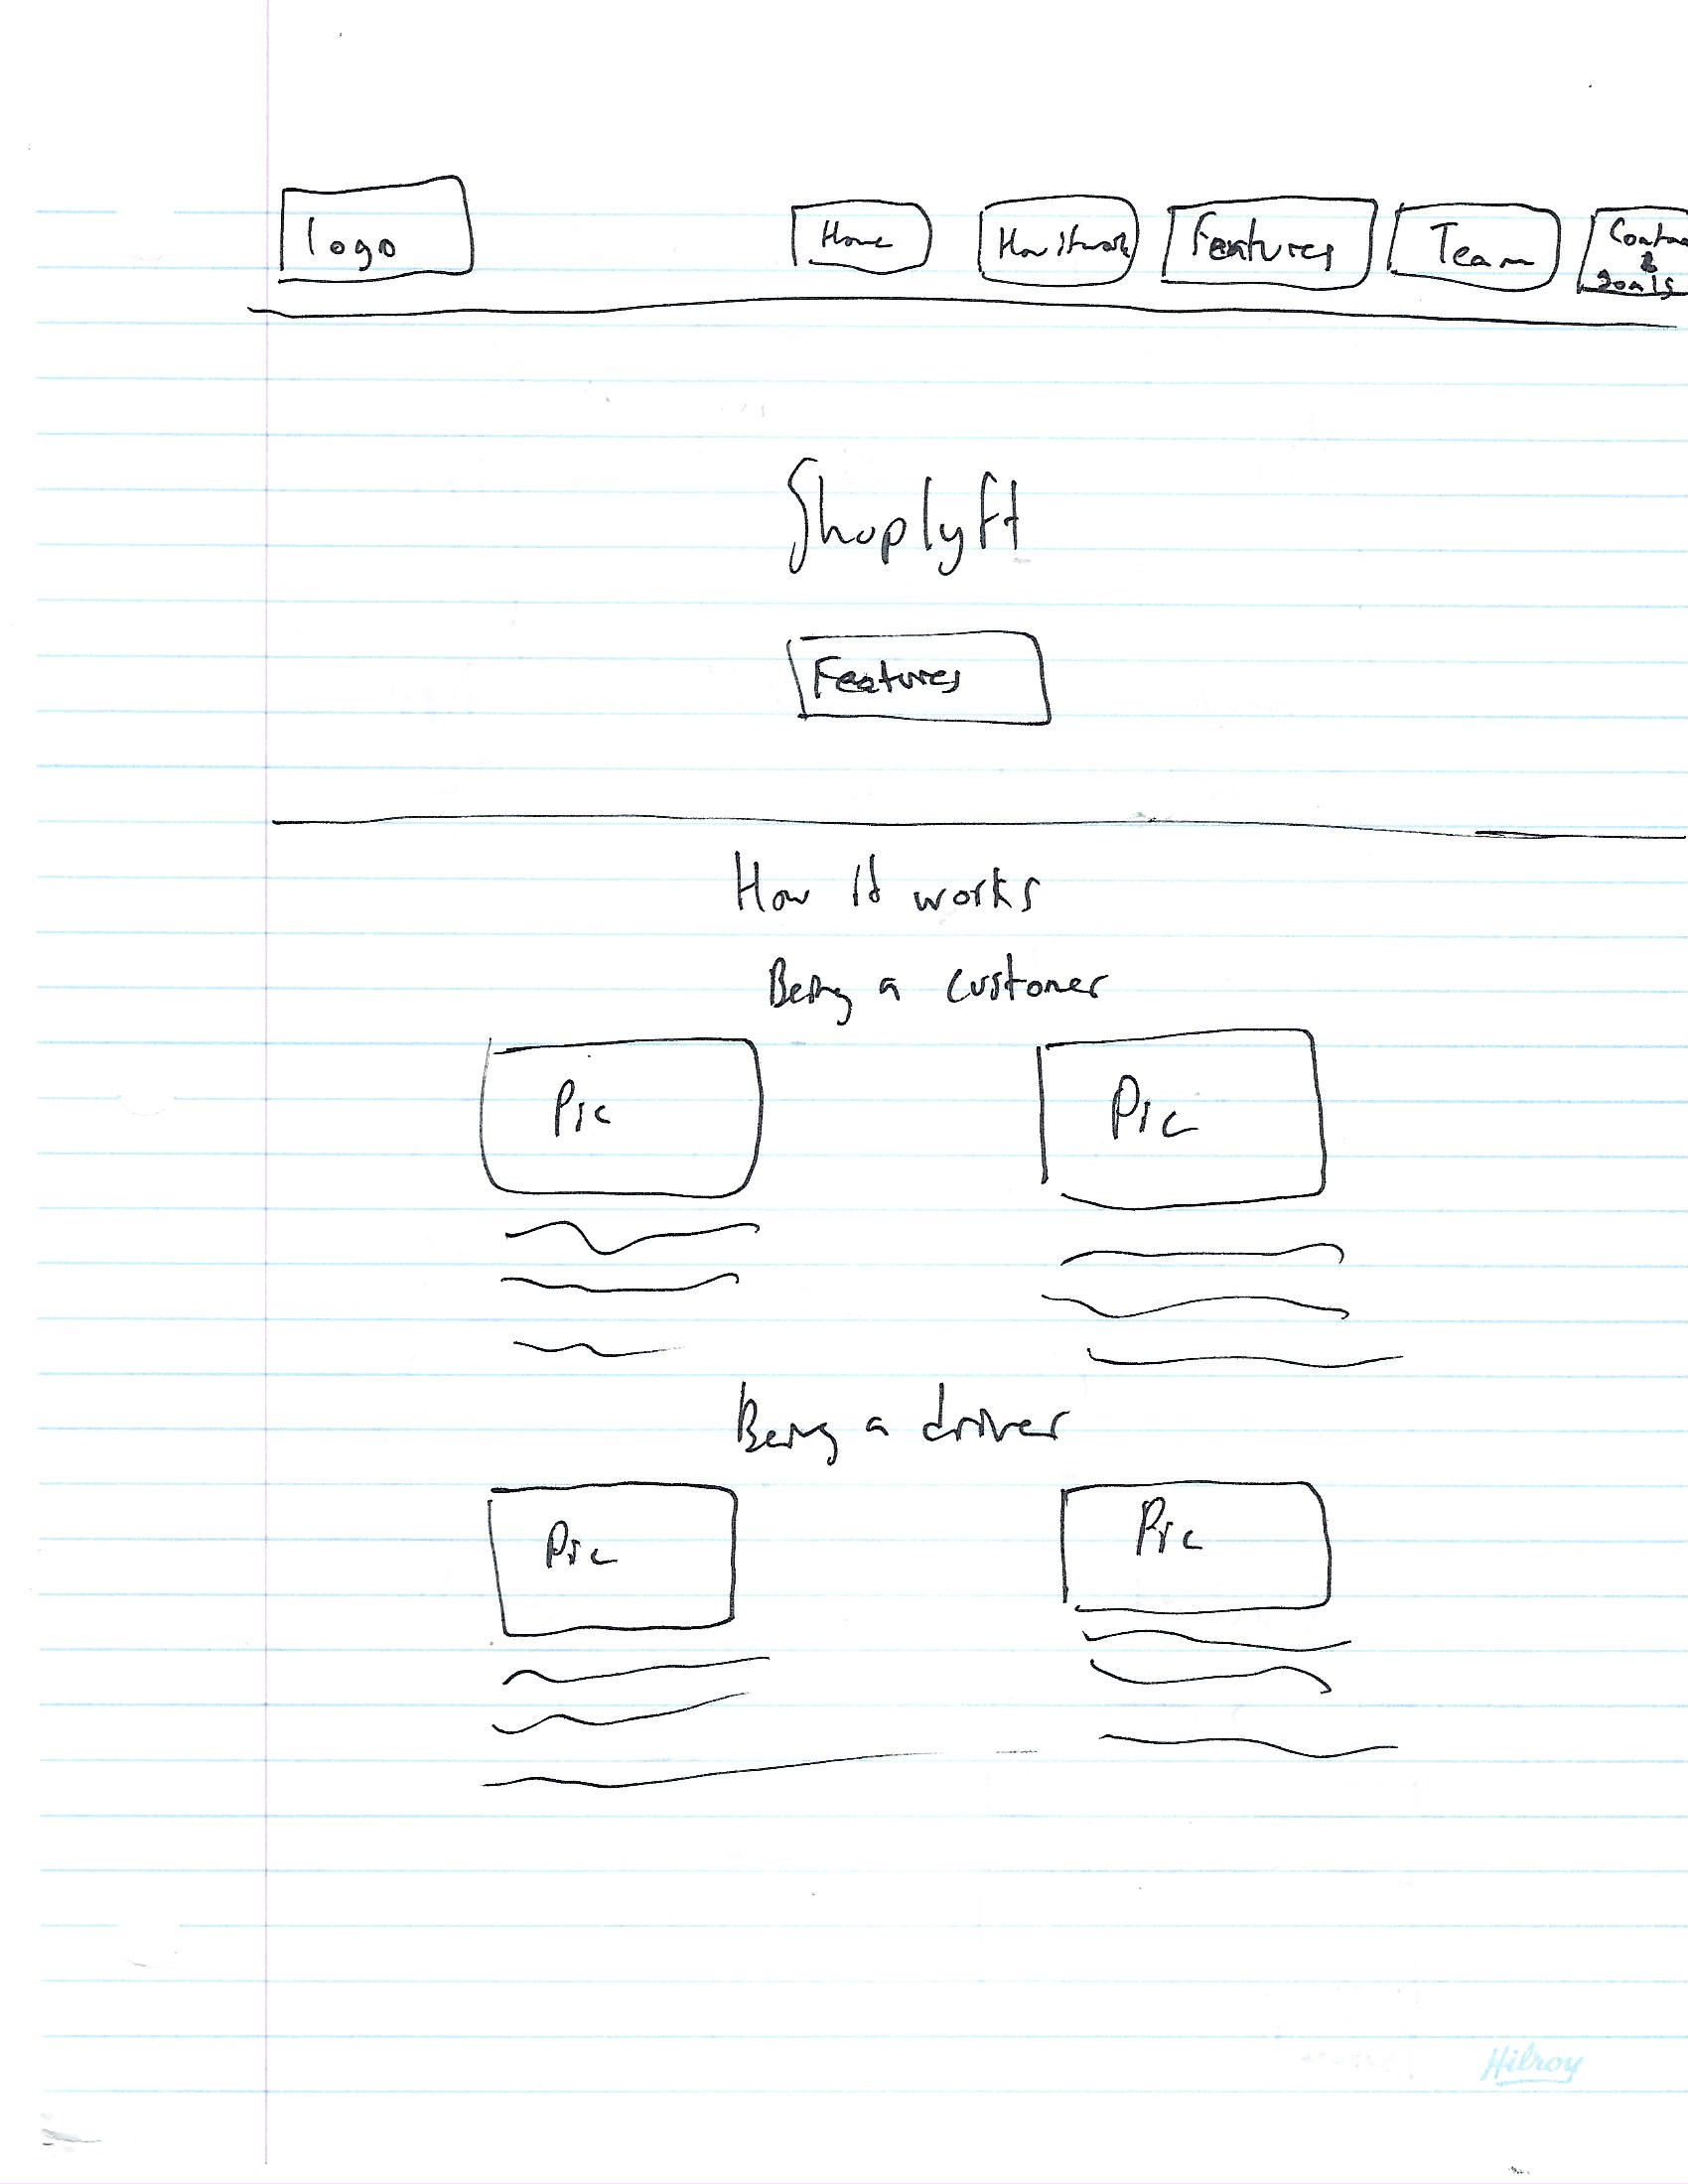 logo
Home
How it works
Features
Team
&
goals
Shoplyft
Features
How it works
Being a customer
Pic
Pic
Being a driver
Pic
Pic
Hilroy